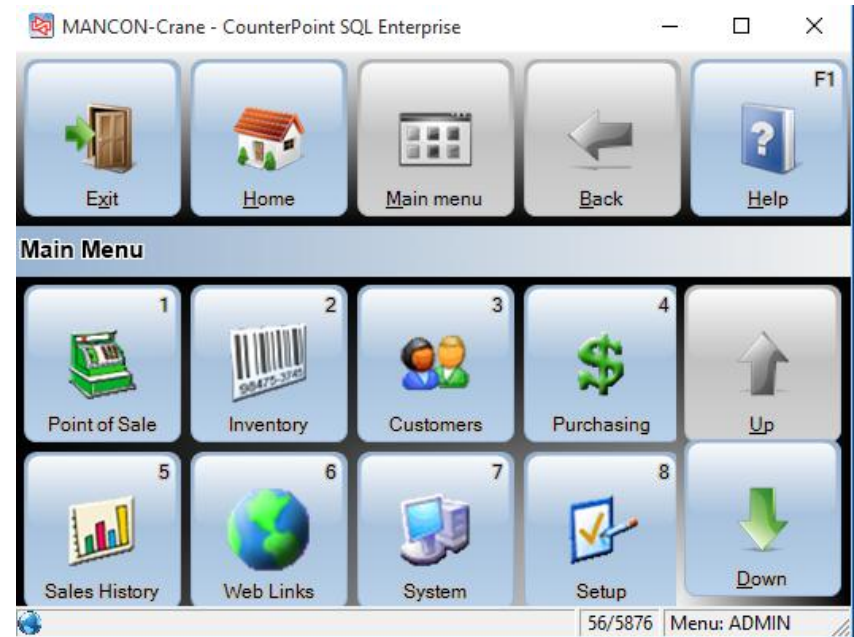 MANCON-Crane - CounterPoint SQL Enterprise
F1
Exit Home Main menu Back Help
Main Menu
1 2 3 4
98475-3745
Point of Sale Inventory Customers Purchasing Up
5 6 7 8
Sales History Web Links System Setup Down
56/5876 Menu: ADMIN